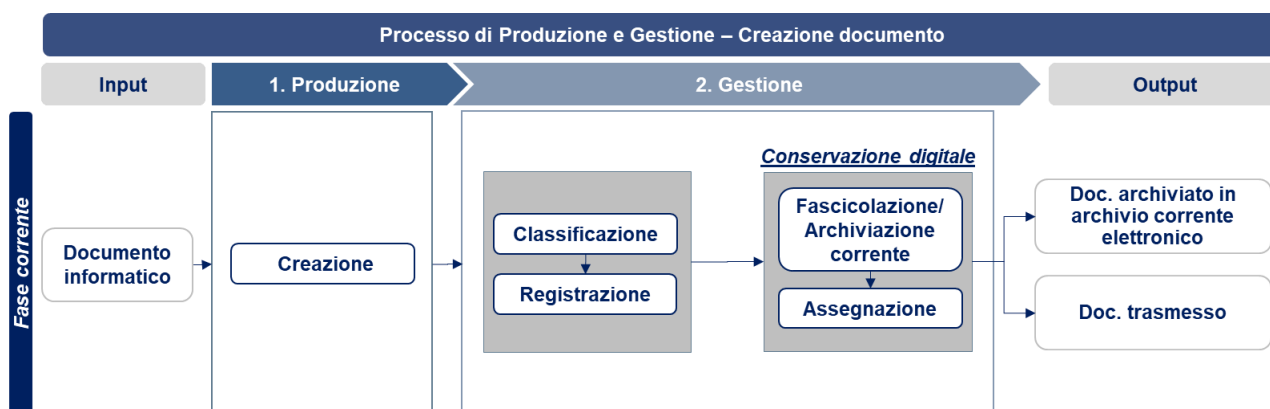 Processo di Produzione e Gestione – Creazione documento
Input
1. Produzione
2. Gestione
Output
Fase corrente
Documento
informatico
Creazione
Classificazione
Registrazione
Conservazione digitale
Fascicolazione/
Archiviazione
corrente
Assegnazione
Doc. archiviato in
archivio corrente
elettronico
Doc. trasmesso